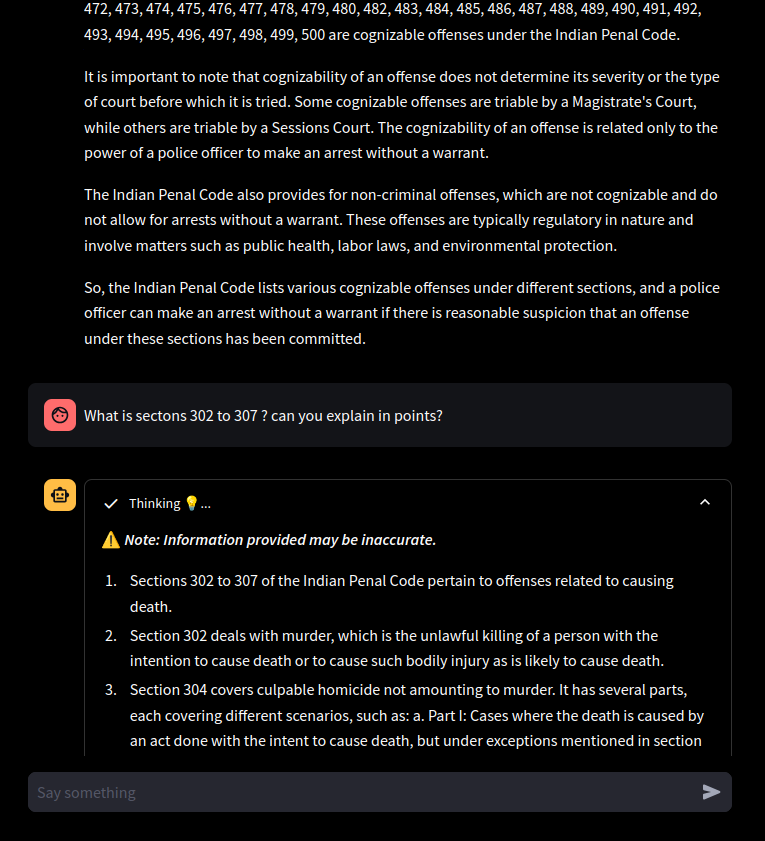 472, 473, 474, 475, 476, 477, 478, 479, 480, 482, 483, 484, 485, 486, 487, 488, 489, 490, 491, 492,
493, 494, 495, 496, 497, 498, 499, 500 are cognizable offenses under the Indian Penal Code.
It is important to note that cognizability of an offense does not determine its severity or the type
of court before which it is tried. Some cognizable offenses are triable by a Magistrate's Court,
while others are triable by a Sessions Court. The cognizability of an offense is related only to the
power of a police officer to make an arrest without a warrant.
The Indian Penal Code also provides for non-criminal offenses, which are not cognizable and do
not allow for arrests without a warrant. These offenses are typically regulatory in nature and
involve matters such as public health, labor laws, and environmental protection.
So, the Indian Penal Code lists various cognizable offenses under different sections, and a police
officer can make an arrest without a warrant if there is reasonable suspicion that an offense
under these sections has been committed.
What is sectons 302 to 307 ? can you explain in points?
Thinking 💡...
⚠️ Note: Information provided may be inaccurate.
1. Sections 302 to 307 of the Indian Penal Code pertain to offenses related to causing
death.
2. Section 302 deals with murder, which is the unlawful killing of a person with the
intention to cause death or to cause such bodily injury as is likely to cause death.
3. Section 304 covers culpable homicide not amounting to murder. It has several parts,
each covering different scenarios, such as: a. Part I: Cases where the death is caused by
an act done with the intent to cause death, but under exceptions mentioned in section
Say something